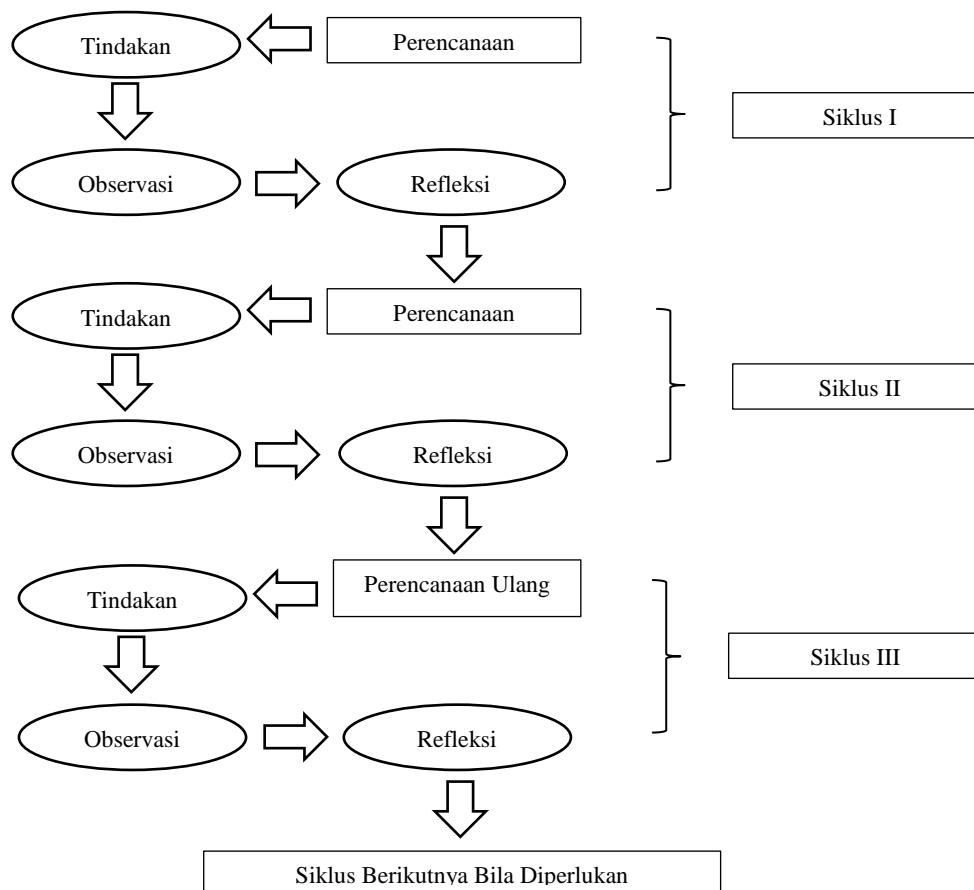 Tindakan
Perencanaan
Siklus I
Observasi
Refleksi
Tindakan
Perencanaan
Siklus II
Observasi
Refleksi
Tindakan
Perencanaan Ulang
Siklus III
Observasi
Refleksi
Siklus Berikutnya Bila Diperlukan